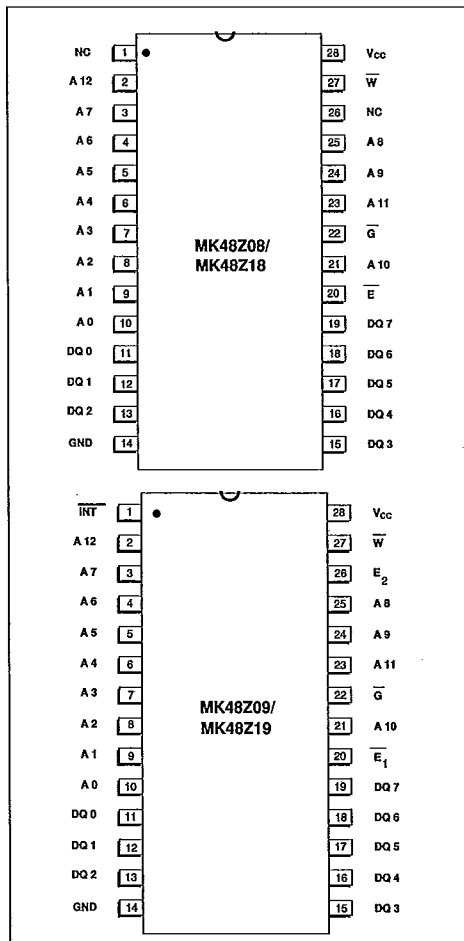 NC 1 28 VCC
A 12 2 27 W̅
A 7 3 26 NC
A 6 4 25 A 8
A 5 5 24 A 9
A 4 6 23 A 11
A 3 7 22 G̅
MK48Z08/
MK48Z18
A 2 8 21 A 10
A 1 9 20 E̅
A 0 10 19 DQ 7
DQ 0 11 18 DQ 6
DQ 1 12 17 DQ 5
DQ 2 13 16 DQ 4
GND 14 15 DQ 3
I̅N̅T̅ 1 28 VCC
A 12 2 27 W̅
A 7 3 26 E2
A 6 4 25 A 8
A 5 5 24 A 9
A 4 6 23 A 11
A 3 7 22 G̅
MK48Z09/
MK48Z19
A 2 8 21 A 10
A 1 9 20 E̅1̅
A 0 10 19 DQ 7
DQ 0 11 18 DQ 6
DQ 1 12 17 DQ 5
DQ 2 13 16 DQ 4
GND 14 15 DQ 3